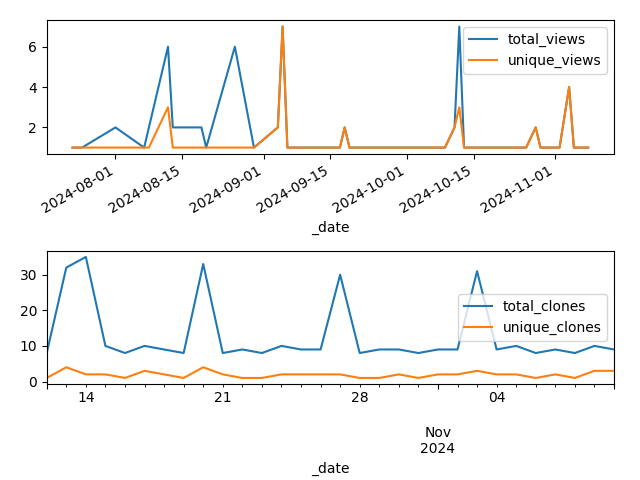 6
4
2
total_views
unique_views
2024-08-01
2024-08-15
2024-09-01
2024-09-15
2024-10-01
2024-10-15
2024-11-01
_date
30
20
10
0
total_clones
unique_clones
14
21
28
04
Nov
2024
_date